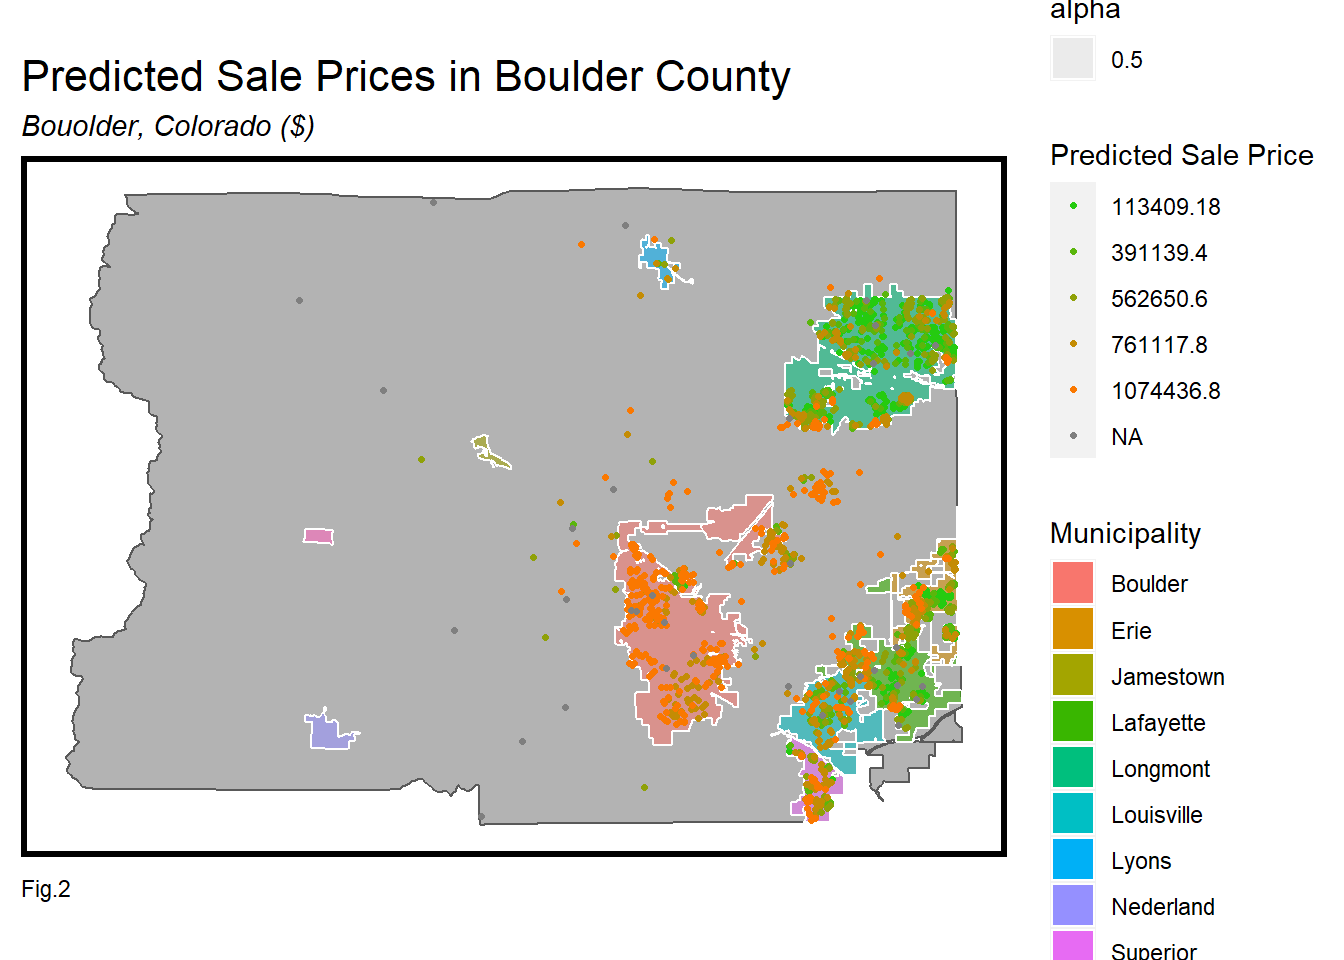 Predicted Sale Prices in Boulder County
Bouolder, Colorado ($)
Fig.2
alpha
0.5
Predicted Sale Price
113409.18
391139.4
562650.6
761117.8
1074436.8
NA
Municipality
Boulder
Erie
Jamestown
Lafayette
Longmont
Louisville
Lyons
Nederland
Superior